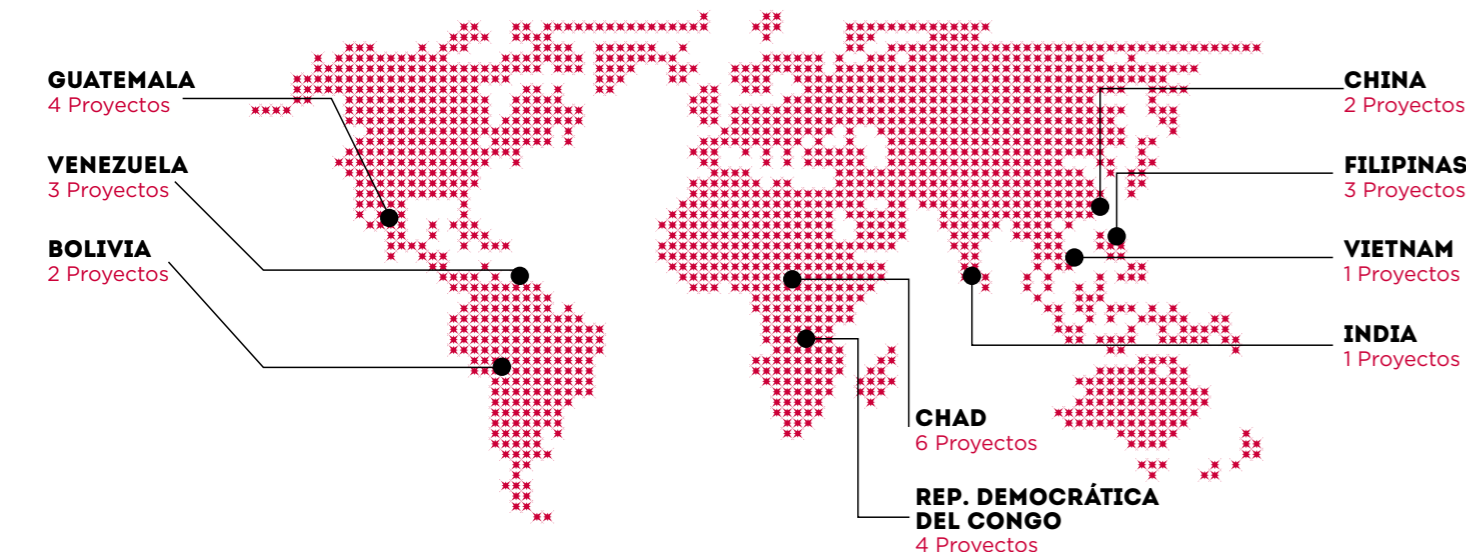 GUATEMALA
4 Proyectos
VENEZUELA
3 Proyectos
BOLIVIA
2 Proyectos
CHAD
6 Proyectos
REP. DEMOCRÁTICA
DEL CONGO
4 Proyectos
CHINA
2 Proyectos
FILIPINAS
3 Proyectos
VIETNAM
1 Proyectos
INDIA
1 Proyectos